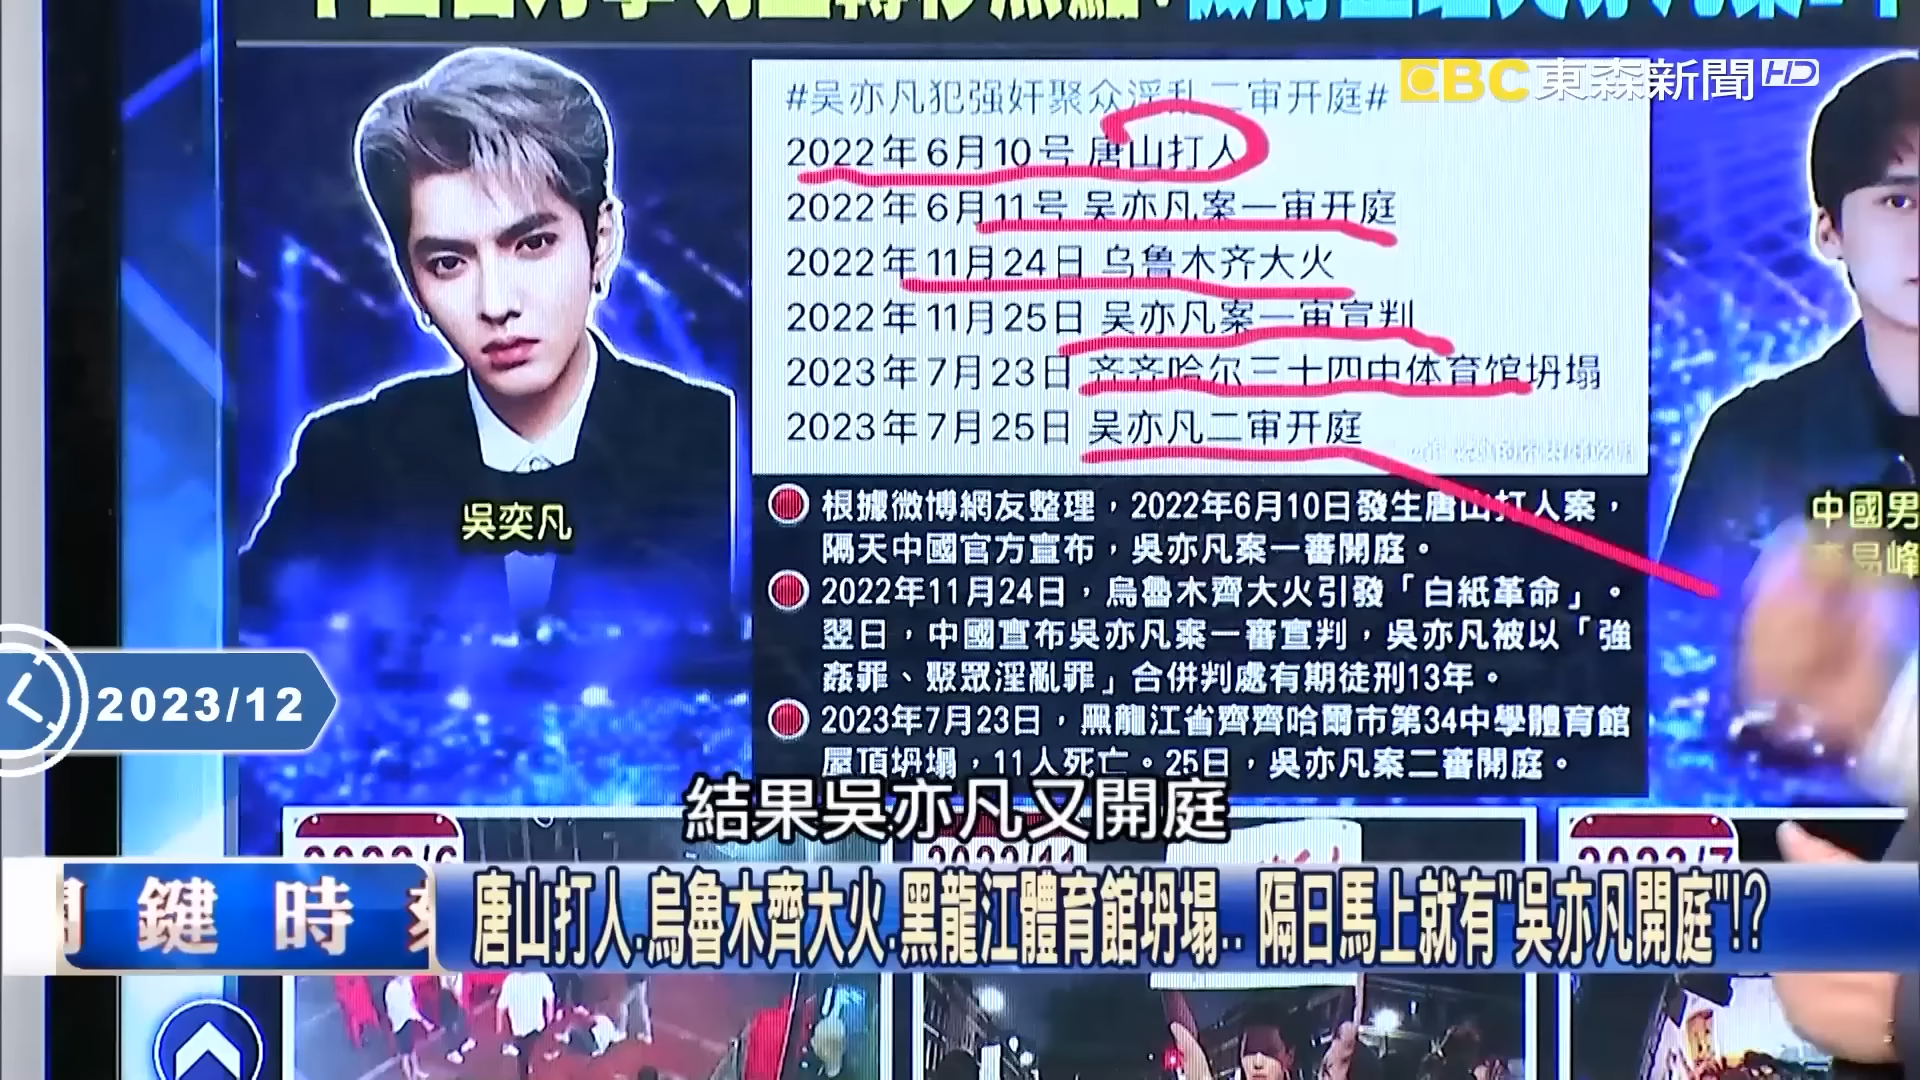 EBC 東森新聞 HD
#吴亦凡犯强奸聚众淫乱二审开庭#
2022年6月10号 唐山打人
2022年6月11号 吴亦凡案一审开庭
2022年11月24日 乌鲁木齐大火
2022年11月25日 吴亦凡案一审宣判
2023年7月23日 齐齐哈尔三十四中体育馆坍塌
2023年7月25日 吴亦凡二审开庭
吳奕凡
根據微博網友整理，2022年6月10日發生唐山打人案，
隔天中國官方宣布，吳亦凡案一審開庭。
2022年11月24日，烏魯木齊大火引發「白紙革命」。
翌日，中國宣布吳亦凡案一審宣判，吳亦凡被以「強
姦罪、聚眾淫亂罪」合併判處有期徒刑13年。
2023年7月23日，黑龍江省齊齊哈爾市第34中學體育館
屋頂坍塌，11人死亡。25日，吳亦凡案二審開庭。
中國男
李易峰
2023/12
結果吳亦凡又開庭
鍵時
唐山打人.烏魯木齊大火.黑龍江體育館坍塌.. 隔日馬上就有"吳亦凡開庭"!?